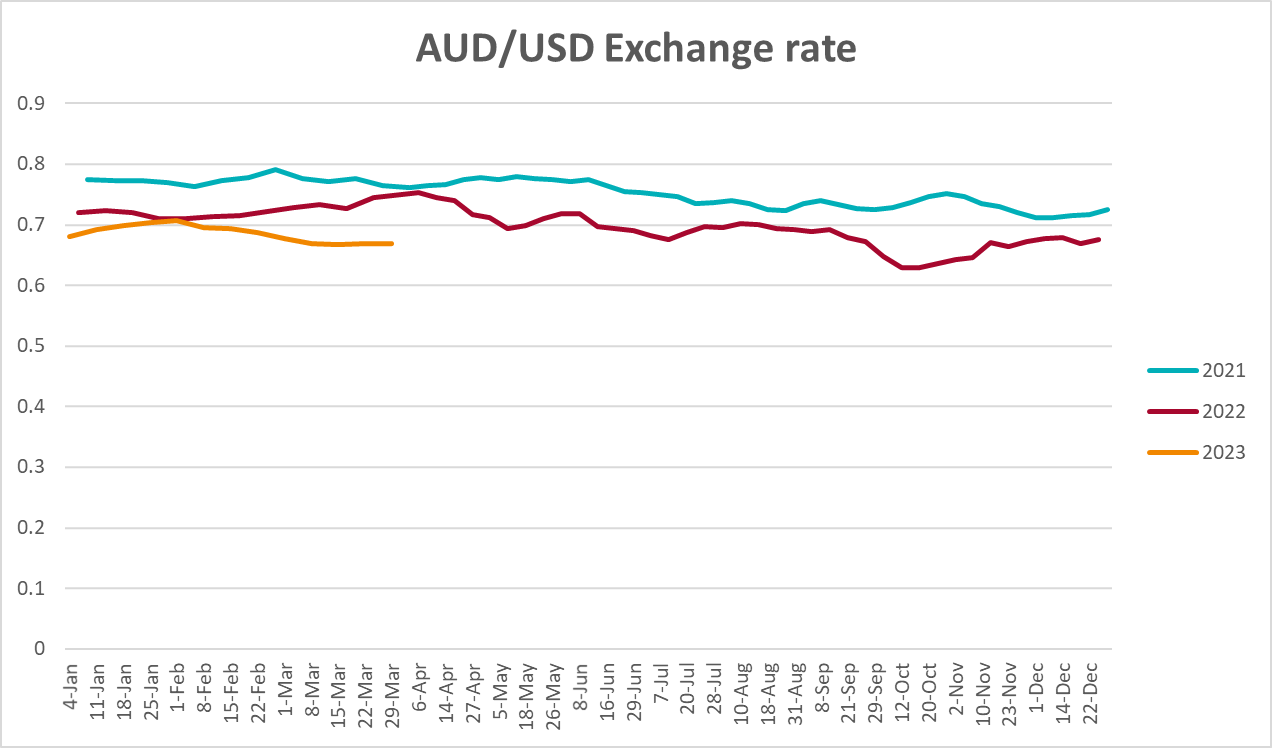 AUD/USD Exchange rate
0.9
0.8
0.7
0.6
0.5
0.4
0.3
0.2
0.1
0
4-Jan
11-Jan
18-Jan
25-Jan
1-Feb
8-Feb
15-Feb
22-Feb
1-Mar
8-Mar
15-Mar
22-Mar
29-Mar
6-Apr
14-Apr
27-Apr
5-May
18-May
26-May
8-Jun
16-Jun
29-Jun
7-Jul
20-Jul
28-Jul
10-Aug
18-Aug
31-Aug
8-Sep
21-Sep
29-Sep
12-Oct
20-Oct
2-Nov
10-Nov
23-Nov
1-Dec
14-Dec
22-Dec
2021
2022
2023